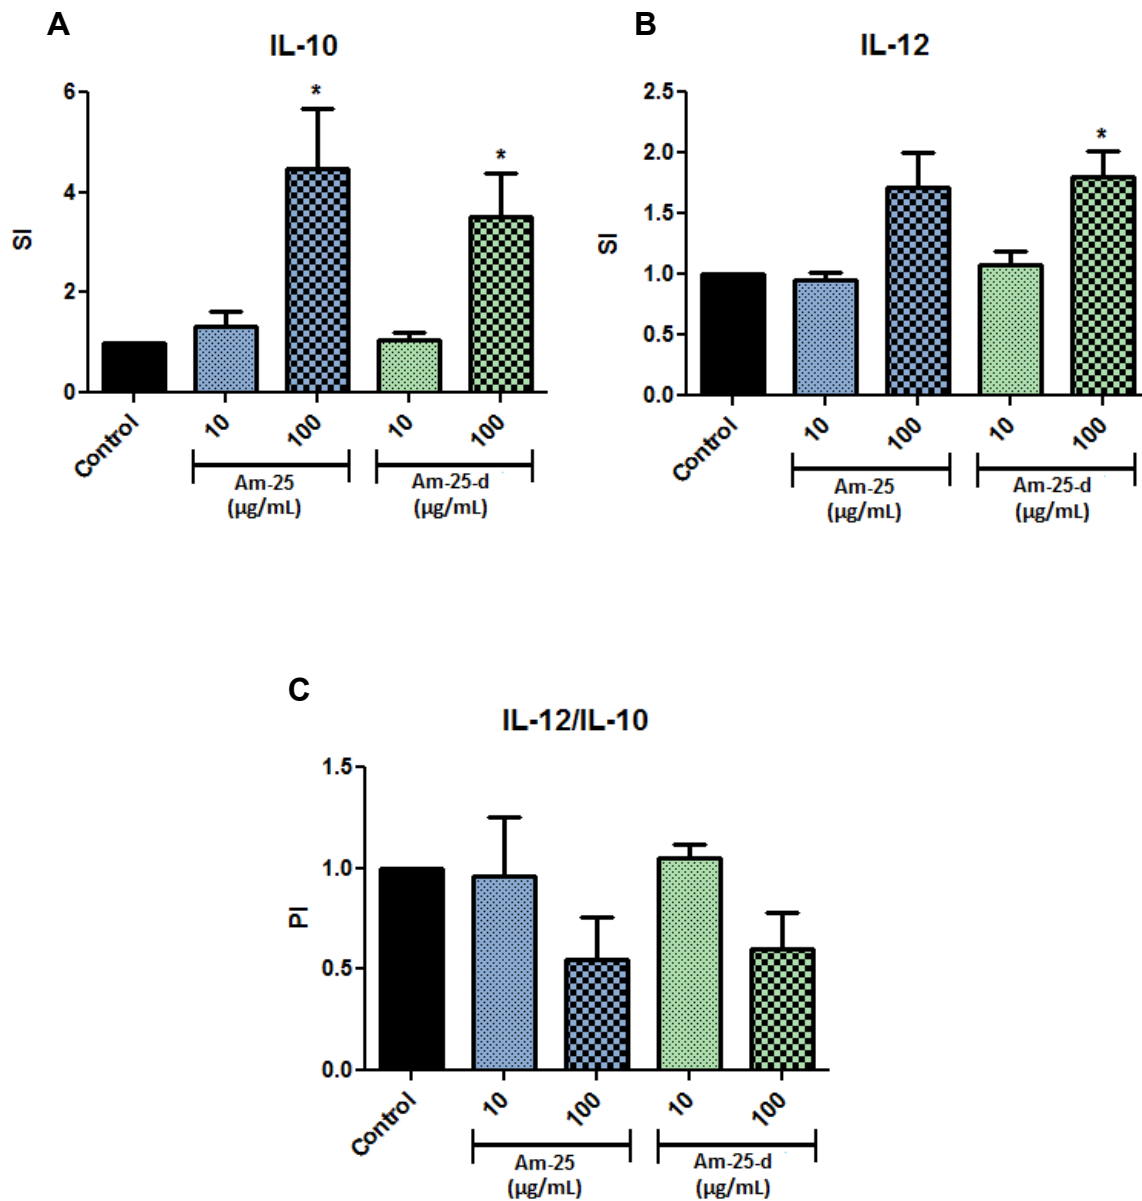 A
IL-10
6
4
2
0
SI
*
*
Control
10
100
10
100
Am-25
(µg/mL)
Am-25-d
(µg/mL)
B
IL-12
2.5
2.0
1.5
1.0
0.5
0.0
SI
*
Control
10
100
10
100
Am-25
(µg/mL)
Am-25-d
(µg/mL)
C
IL-12/IL-10
1.5
1.0
0.5
0.0
PI
Control
10
100
10
100
Am-25
(µg/mL)
Am-25-d
(µg/mL)